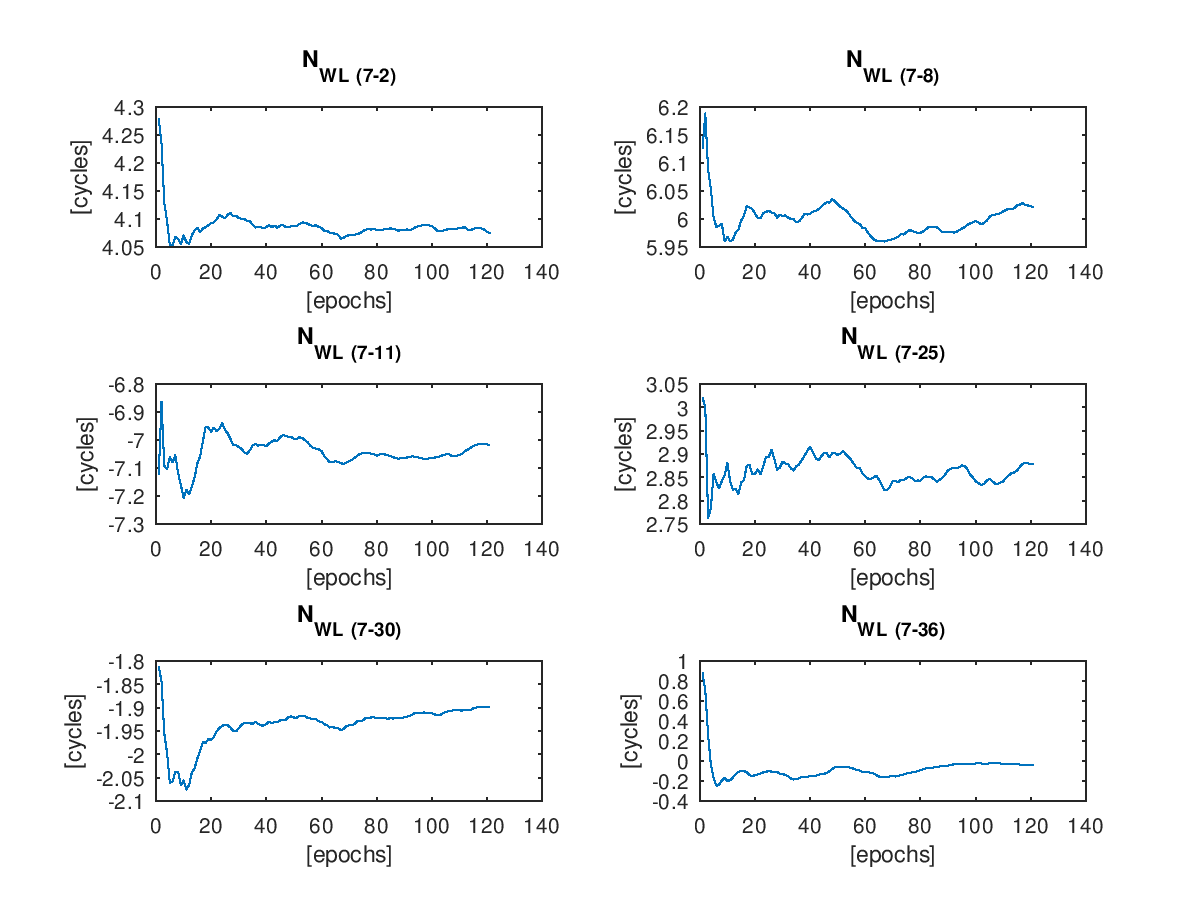 N WL (7-2)
4.3
4.25
4.2
4.15
4.1
4.05
[cycles]
0 20 40 60 80 100 120 140
[epochs]
N WL (7-8)
6.2
6.15
6.1
6.05
6
5.95
[cycles]
0 20 40 60 80 100 120 140
[epochs]
N WL (7-11)
-6.8
-6.9
-7
-7.1
-7.2
-7.3
[cycles]
0 20 40 60 80 100 120 140
[epochs]
N WL (7-25)
3.05
3
2.95
2.9
2.85
2.8
2.75
[cycles]
0 20 40 60 80 100 120 140
[epochs]
N WL (7-30)
-1.8
-1.85
-1.9
-1.95
-2
-2.05
-2.1
[cycles]
0 20 40 60 80 100 120 140
[epochs]
N WL (7-36)
1
0.8
0.6
0.4
0.2
0
-0.2
-0.4
[cycles]
0 20 40 60 80 100 120 140
[epochs]